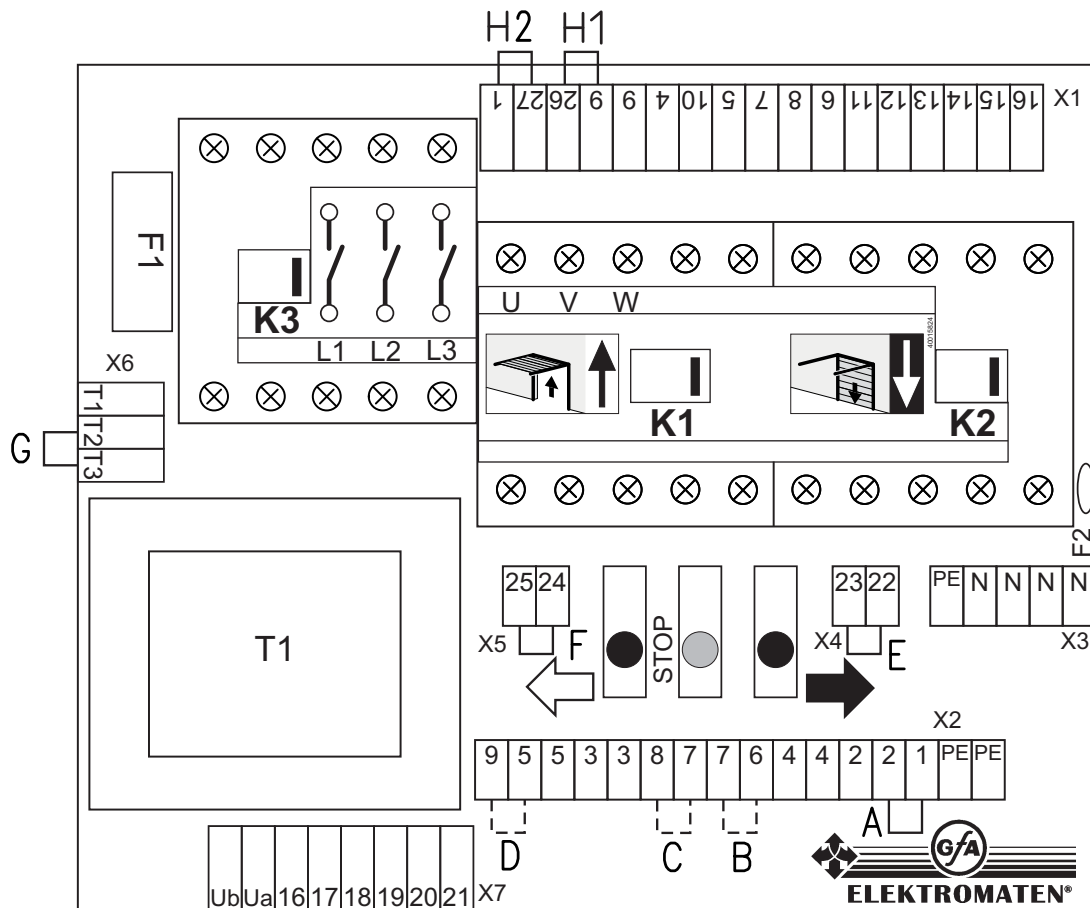 H2 H1
1 27 26 9 9 4 10 5 7 8 6 11 12 13 14 15 16 X1
F1
K3
L1 L2 L3
U V W
40015824
K1 K2
X6
T1 T2 T3
G
F2
T1
25 24
X5
F
STOP
23 22
X4
E
PE N N N N
X3
X2
9 5 5 3 3 8 7 7 6 4 4 2 2 1 PE PE
D C B A
Ub Ua 16 17 18 19 20 21 X7
GfA
ELEKTROMATEN®